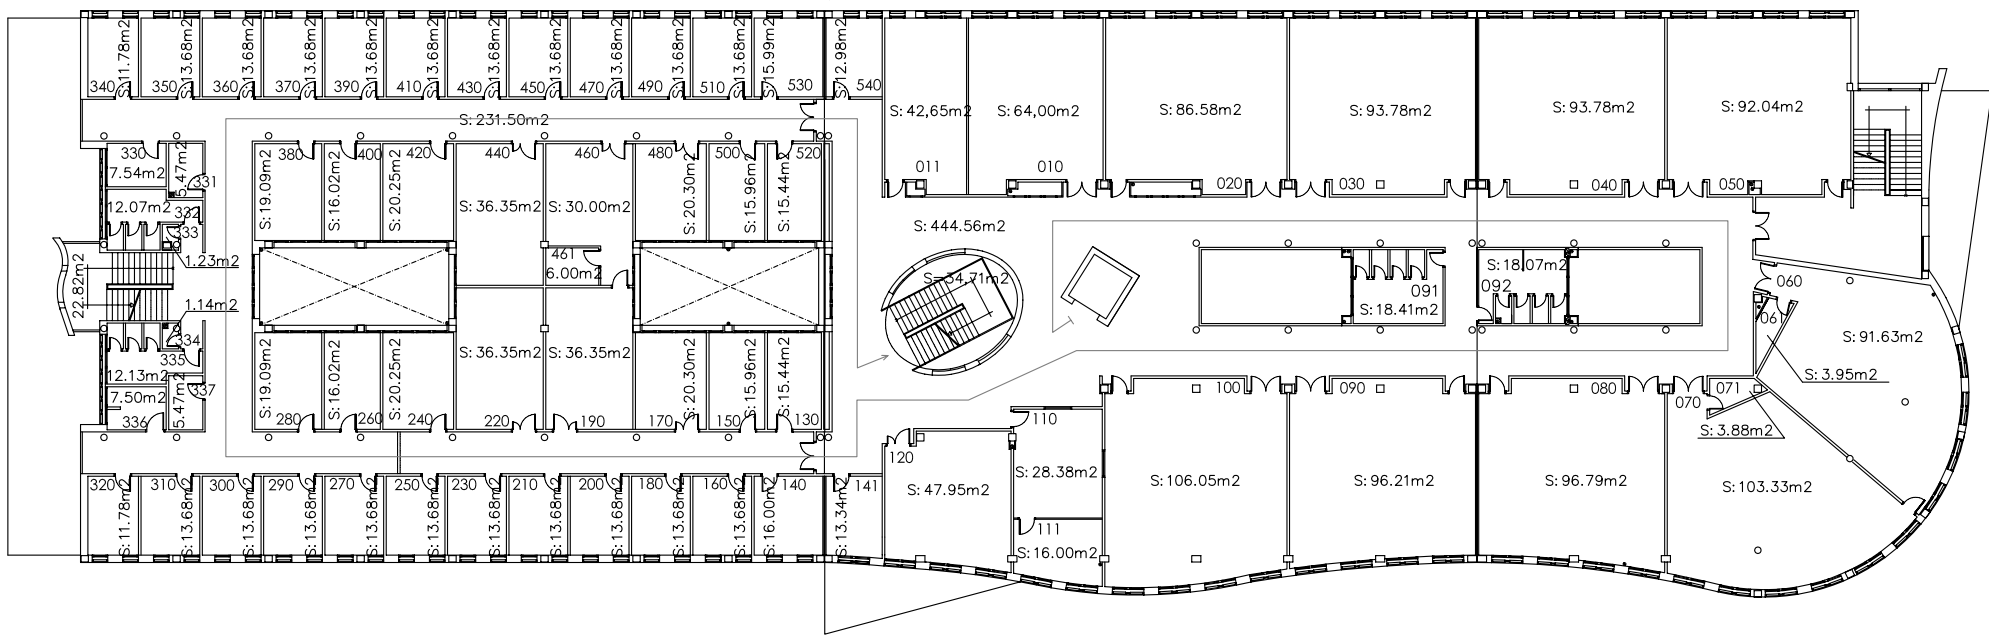 S: 11.78m2
S: 13.68m2
S: 13.68m2
S: 13.68m2
S: 13.68m2
S: 13.68m2
S: 13.68m2
S: 13.68m2
S: 13.68m2
S: 13.68m2
S: 13.68m2
S: 15.99m2
S: 12.98m2
340
350
360
370
390
410
430
450
470
490
510
530
540
S: 42,65m2
S: 64,00m2
S: 86.58m2
S: 93.78m2
S: 93.78m2
S: 92.04m2
011
010
020
030
040
050
S: 231.50m2
330
380
400
420
440
460
480
500
520
7.54m2
5.47m2
331
S: 19.09m2
S: 16.02m2
S: 20.25m2
S: 36.35m2
S: 30.00m2
S: 20.30m2
S: 15.96m2
S: 15.44m2
12.07m2
332
333
1.23m2
461
6.00m2
22.82m2
1.14m2
S: 444.56m2
S= 34,71m2
091
S: 18.41m2
S: 18.07m2
092
060
061
S: 91.63m2
S: 3.95m2
334
335
12.13m2
337
7.50m2
5.47m2
336
S: 19.09m2
S: 16.02m2
S: 20.25m2
S: 36.35m2
S: 36.35m2
S: 20.30m2
S: 15.96m2
S: 15.44m2
280
260
240
220
190
170
150
130
100
090
080
070
071
S: 3.88m2
110
120
S: 47.95m2
S: 28.38m2
111
S: 16.00m2
S: 106.05m2
S: 96.21m2
S: 96.79m2
S: 103.33m2
320
310
300
290
270
250
230
210
200
180
160
140
141
S: 11.78m2
S: 13.68m2
S: 13.68m2
S: 13.68m2
S: 13.68m2
S: 13.68m2
S: 13.68m2
S: 13.68m2
S: 13.68m2
S: 13.68m2
S: 13.68m2
S: 16.00m2
S: 13.34m2